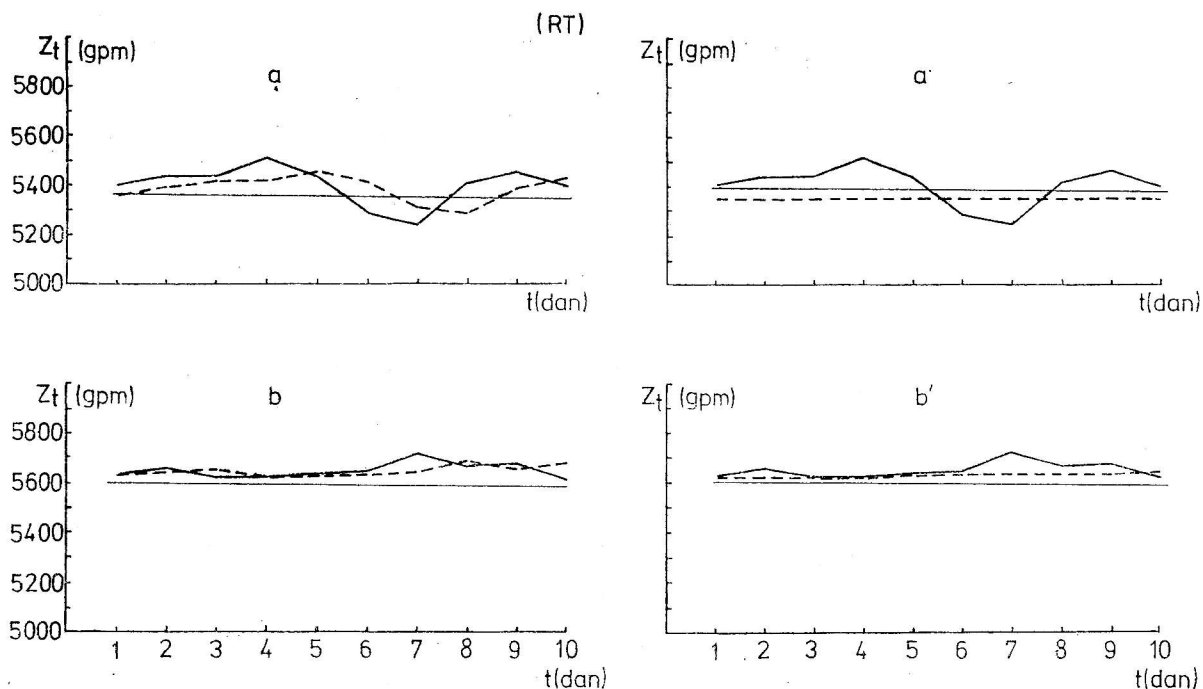 (RT)
Zt (gpm)
a
5800
5600
5400
5200
5000
t(dan)
Zt (gpm)
a'
t(dan)
Zt (gpm)
b
5800
5600
5400
5200
5000
1 2 3 4 5 6 7 8 9 10
t(dan)
Zt (gpm)
b'
1 2 3 4 5 6 7 8 9 10
t(dan)